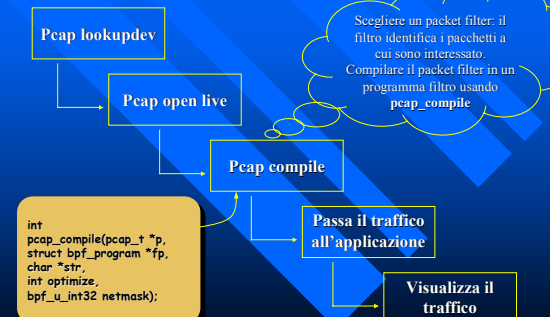 Pcap lookupdev
Scegliere un packet filter: il
filtro identifica i pacchetti a
cui sono interessato.
Compilare il packet filter in un
programma filtro usando
pcap_compile
Pcap open live
Pcap compile
int
pcap_compile(pcap_t *p,
struct bpf_program *fp,
char *str,
int optimize,
bpf_u_int32 netmask);
Passa il traffico
all'applicazione
Visualizza il
traffico